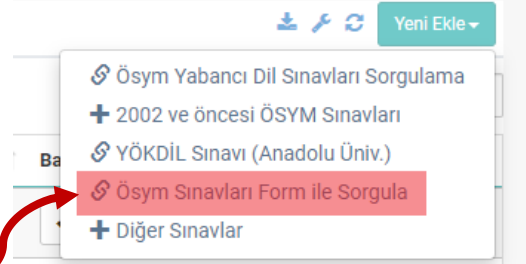 Yeni Ekle
Ösym Yabancı Dil Sınavları Sorgulama
2002 ve öncesi ÖSYM Sınavları
Ba
YÖKDİL Sınavı (Anadolu Üniv.)
Ösym Sınavları Form ile Sorgula
Diğer Sınavlar